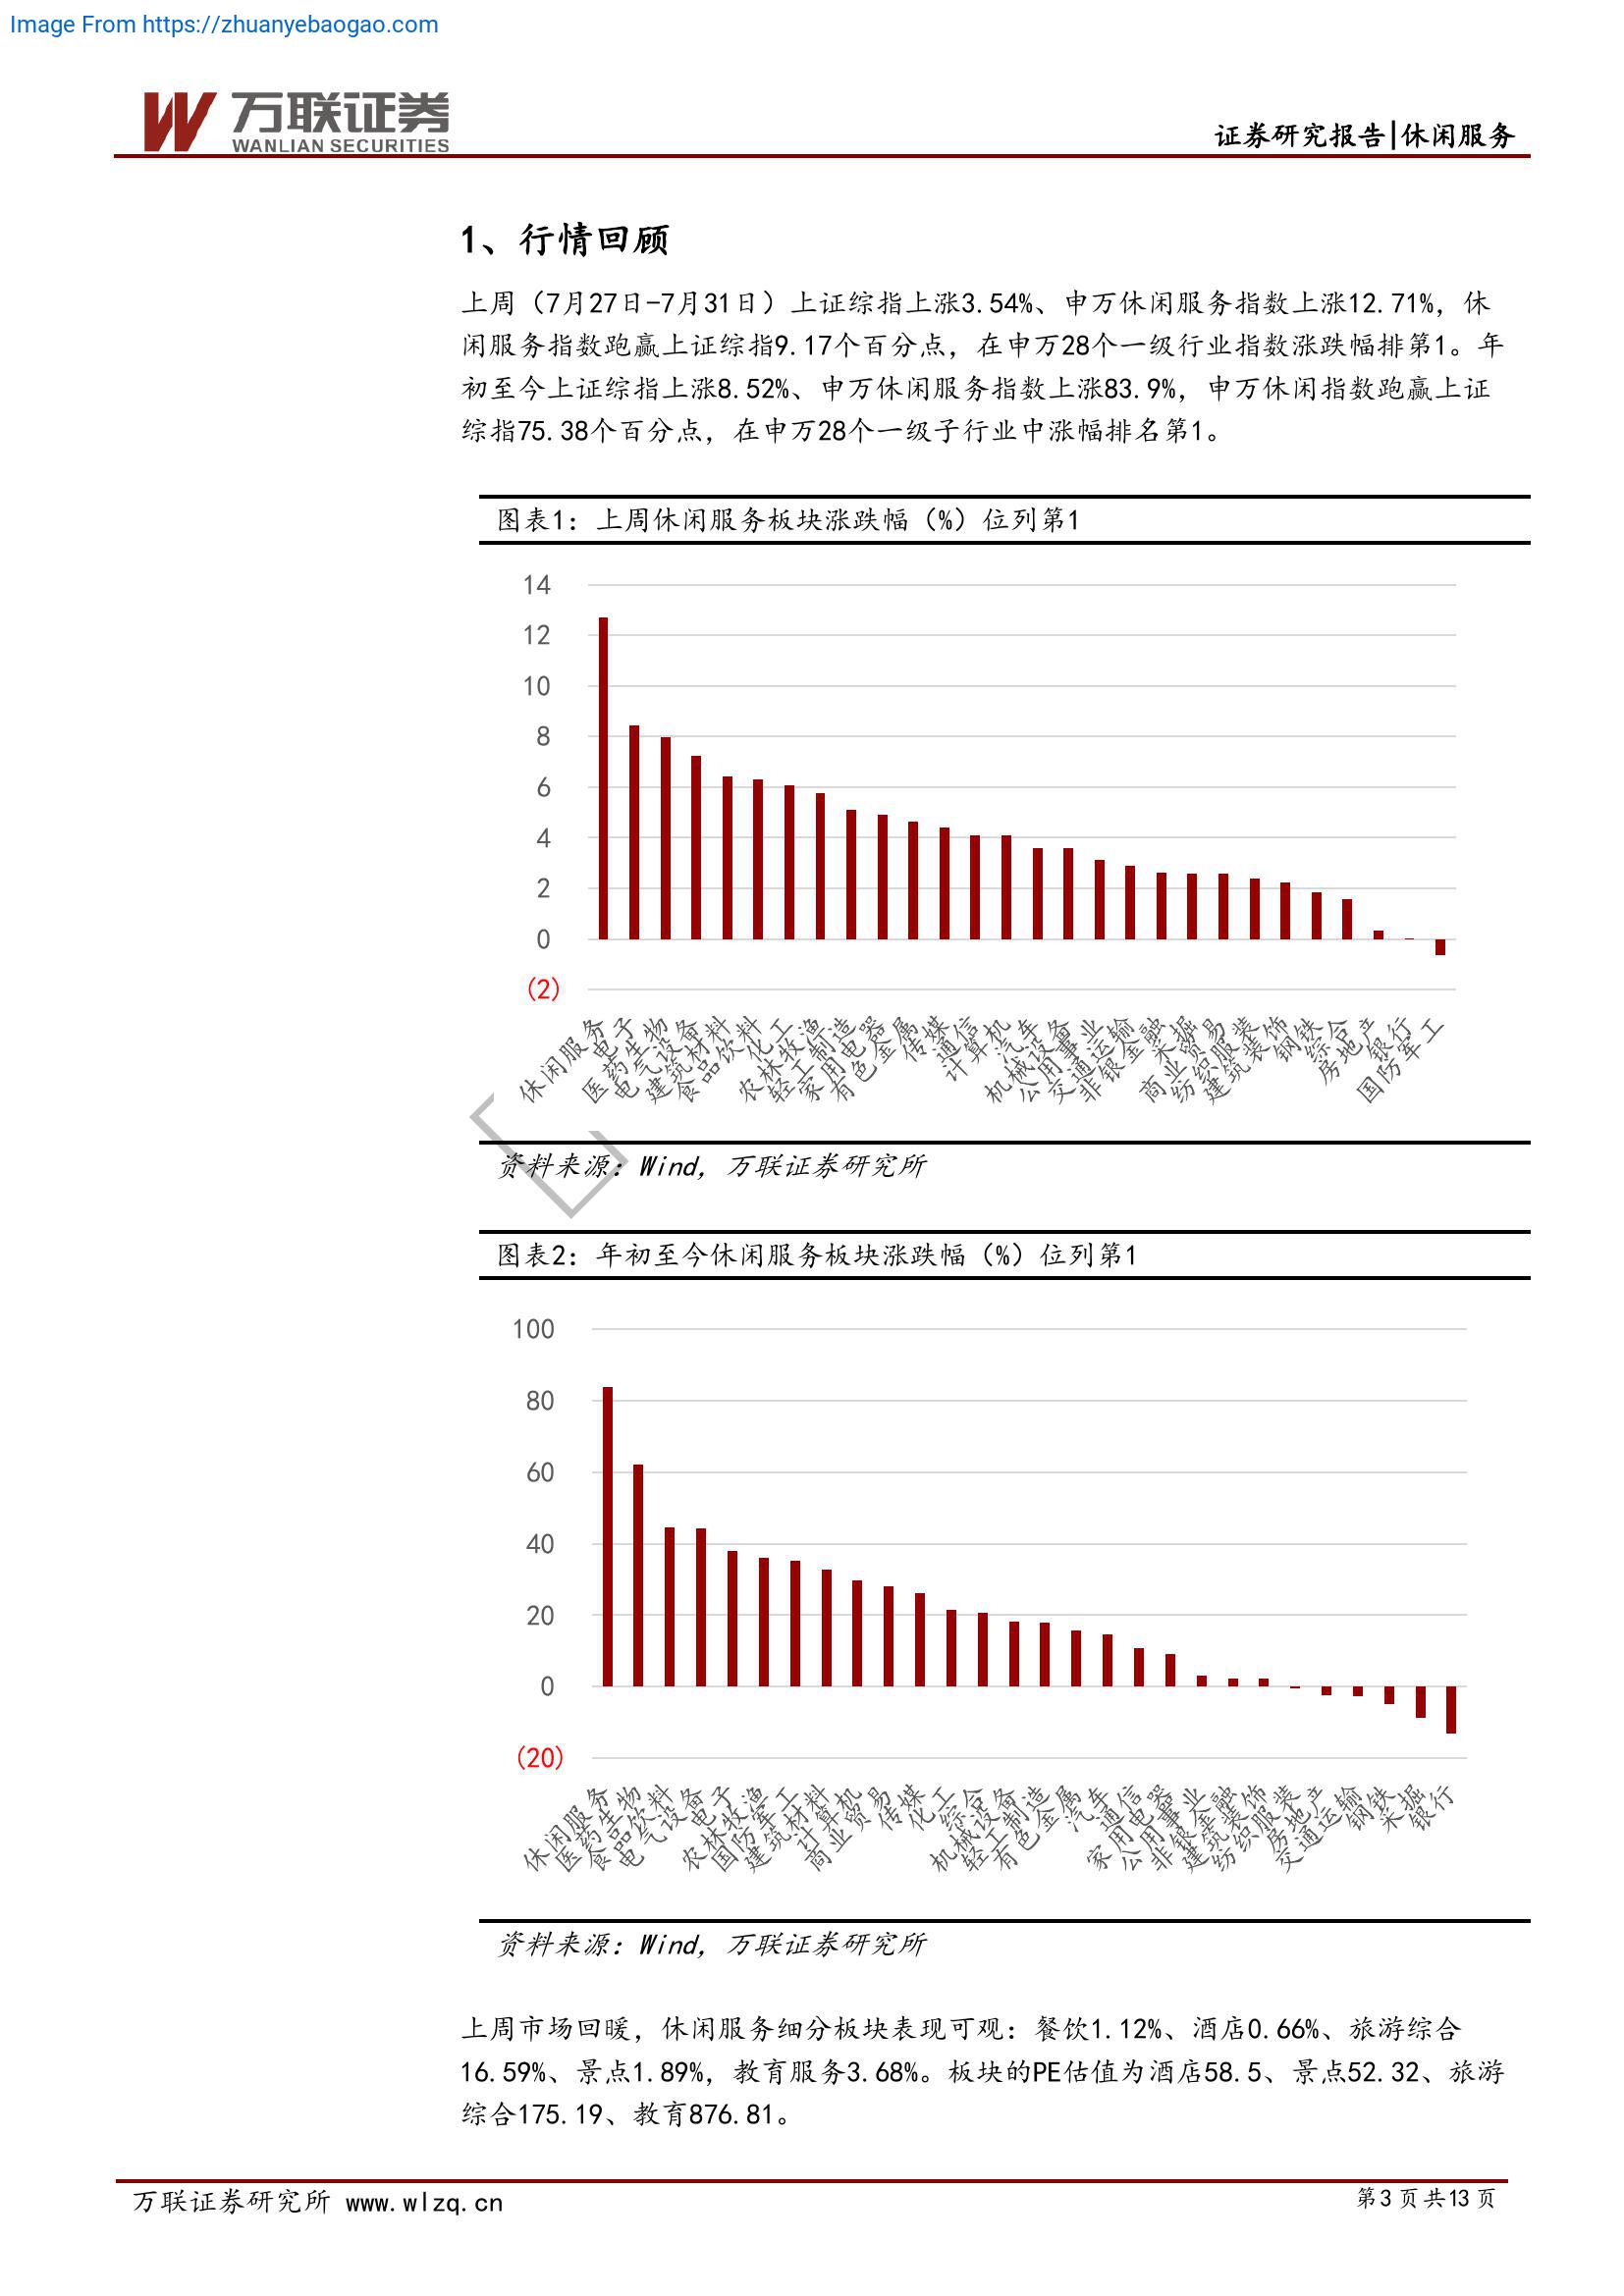 Image From https://zhuanyebaogao.com
万联证券
WANLIAN SECURITIES
证券研究报告|休闲服务
1、行情回顾
上周（7月27日-7月31日）上证综指上涨3.54%、申万休闲服务指数上涨12.71%，休
闲服务指数跑赢上证综指9.17个百分点，在申万28个一级行业指数涨跌幅排第1。年
初至今上证综指上涨8.52%、申万休闲服务指数上涨83.9%，申万休闲指数跑赢上证
综指75.38个百分点，在申万28个一级子行业中涨幅排名第1。
图表1：上周休闲服务板块涨跌幅（%）位列第1
14
12
10
8
6
4
2
0
(2)
休闲服务
电子
医药生物
电气设备
建筑材料
食品饮料
化工
农林牧渔
轻工制造
家用电器
有色金属
传媒
通信
计算机
汽车
机械设备
公用事业
交通运输
非银金融
采掘
商业贸易
纺织服装
建筑装饰
钢铁
综合
房地产
银行
国防军工
资料来源：Wind，万联证券研究所
图表2：年初至今休闲服务板块涨跌幅（%）位列第1
100
80
60
40
20
0
(20)
休闲服务
医药生物
食品饮料
电气设备
电子
农林牧渔
国防军工
建筑材料
计算机
商业贸易
传媒
化工
综合
机械设备
轻工制造
有色金属
汽车
通信
家用电器
公用事业
非银金融
建筑装饰
纺织服装
房地产
交通运输
钢铁
采掘
银行
资料来源：Wind，万联证券研究所
上周市场回暖，休闲服务细分板块表现可观：餐饮1.12%、酒店0.66%、旅游综合
16.59%、景点1.89%，教育服务3.68%。板块的PE估值为酒店58.5、景点52.32、旅游
综合175.19、教育876.81。
万联证券研究所 www.wlzq.cn
第3页共13页